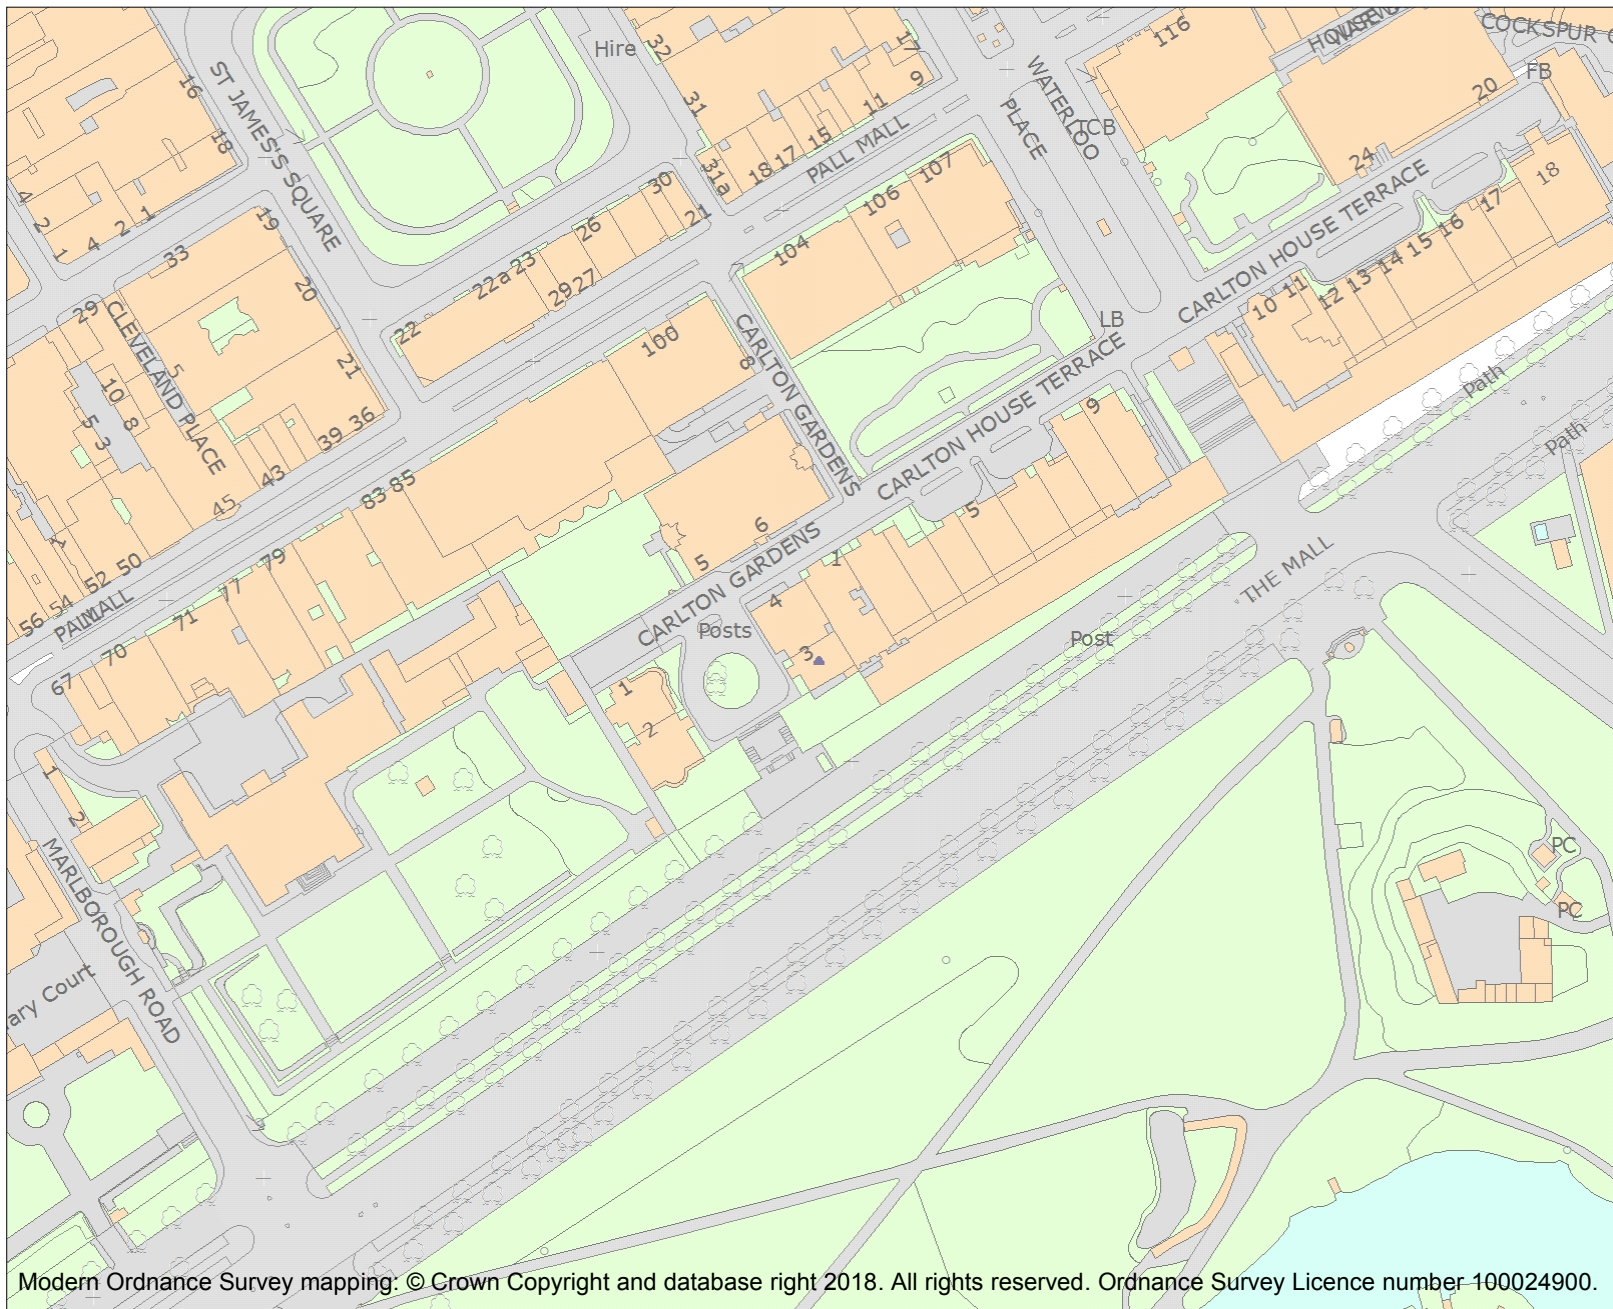 COCKSPUR
116
Hire
32
17
9
16
ST JAMES'S SQUARE
WATERLOO
PLACE
TCB
FB
20
31
11
15
17
18
PALL MALL
18
31a
107
24
CARLTON HOUSE TERRACE
18
4
2
1
4
2
1
33
19
30
21
26
106
104
17
16
15
14
13
12
11
10
20
22a
23
29
27
22
29
CLEVELAND PLACE
5
21
100
8
CARLTON GARDENS
LB
CARLTON HOUSE TERRACE
Path
Path
10
8
5
3
39
36
43
45
83
85
9
5
6
5
CARLTON GARDENS
1
THE MALL
1
56
54
52
50
PALL MALL
79
77
71
70
67
4
3
Posts
Post
1
2
1
2
MARLBOROUGH ROAD
PC
PC
ary Court
Modern Ordnance Survey mapping: © Crown Copyright and database right 2018. All rights reserved. Ordnance Survey Licence number 100024900.